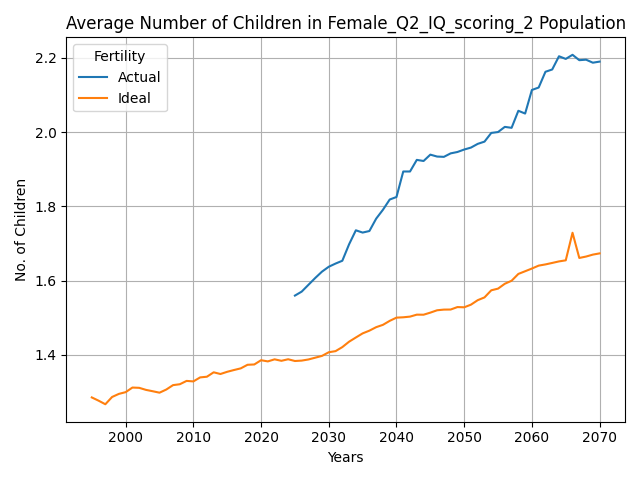 Average Number of Children in Female_Q2_IQ_scoring_2 Population
Fertility
Actual
Ideal
No. of Children
2.2
2.0
1.8
1.6
1.4
2000 2010 2020 2030 2040 2050 2060 2070
Years